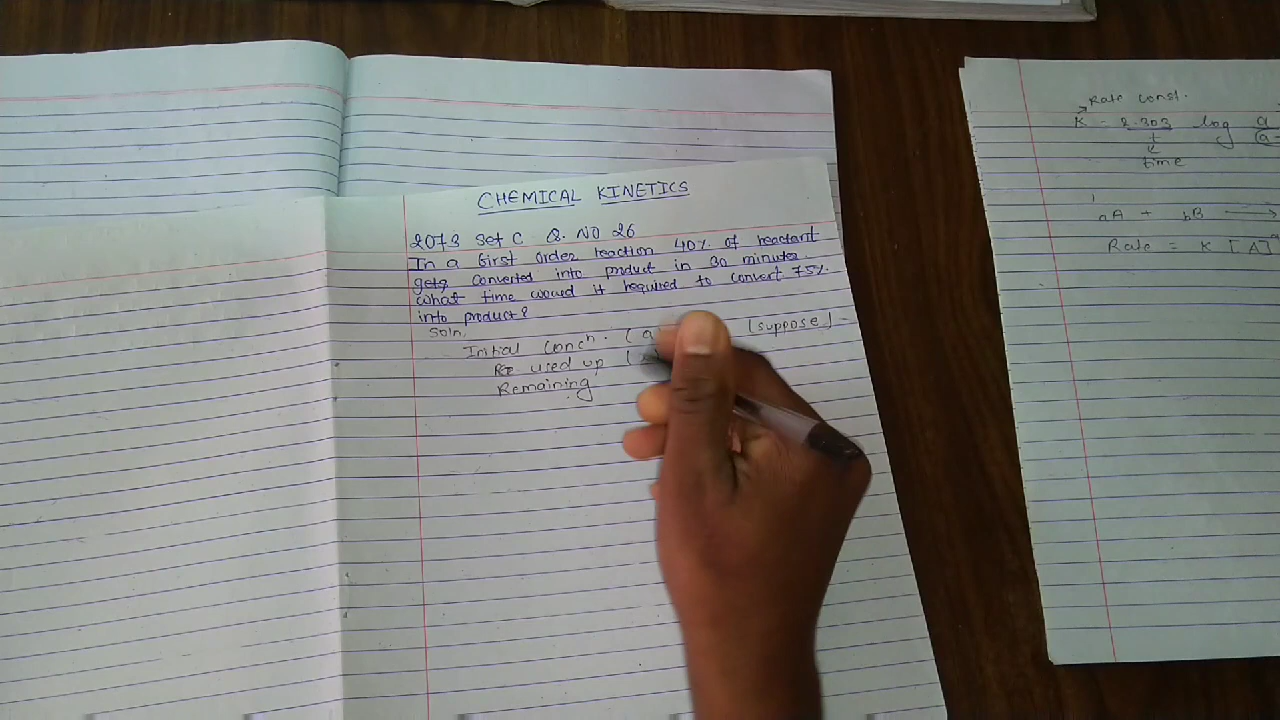 CHEMICAL KINETICS
2073 Set C Q. NO 26
In a first order reaction 40% of reactant
gets converted into product in 30 minutes.
what time would it required to convert 75%
into product?
Soln,
Initial concn. ( a (suppose)
used up (
Remaining
Rate const.
K = 2.303 log a
t (a-
time
aA + bB →
Rate = K [A]